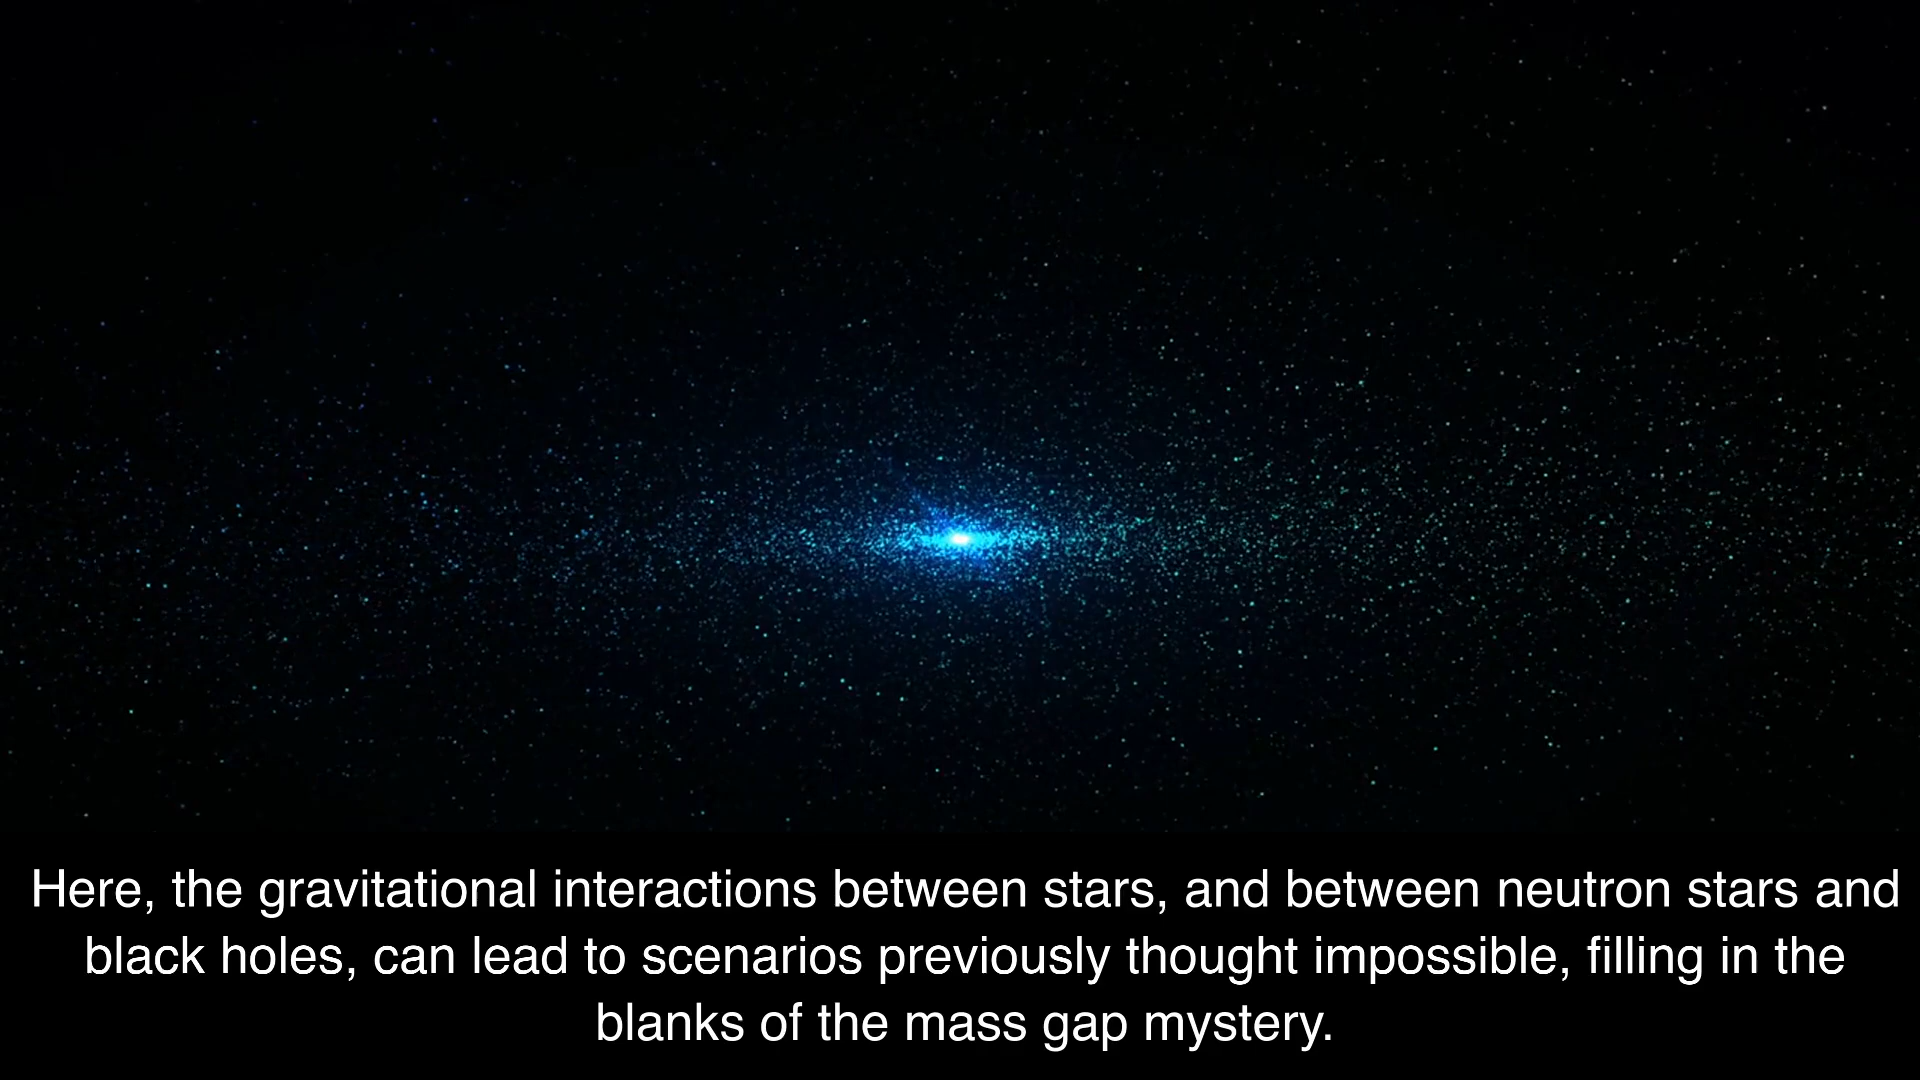 Here, the gravitational interactions between stars, and between neutron stars and
black holes, can lead to scenarios previously thought impossible, filling in the
blanks of the mass gap mystery.